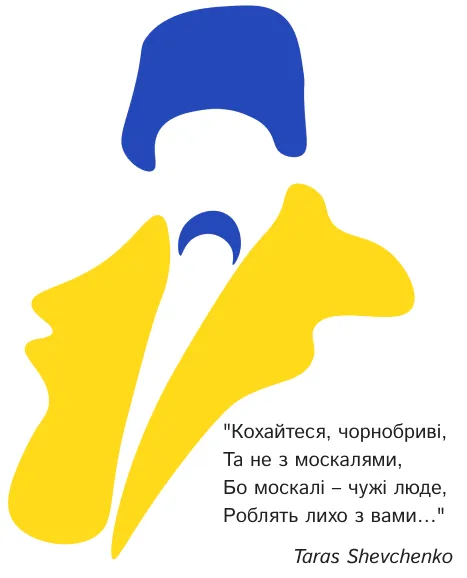 "Кохайтеся, чорнобриві,
Та не з москалями,
Бо москалі – чужі люде,
Роблять лихо з вами..."
Taras Shevchenko